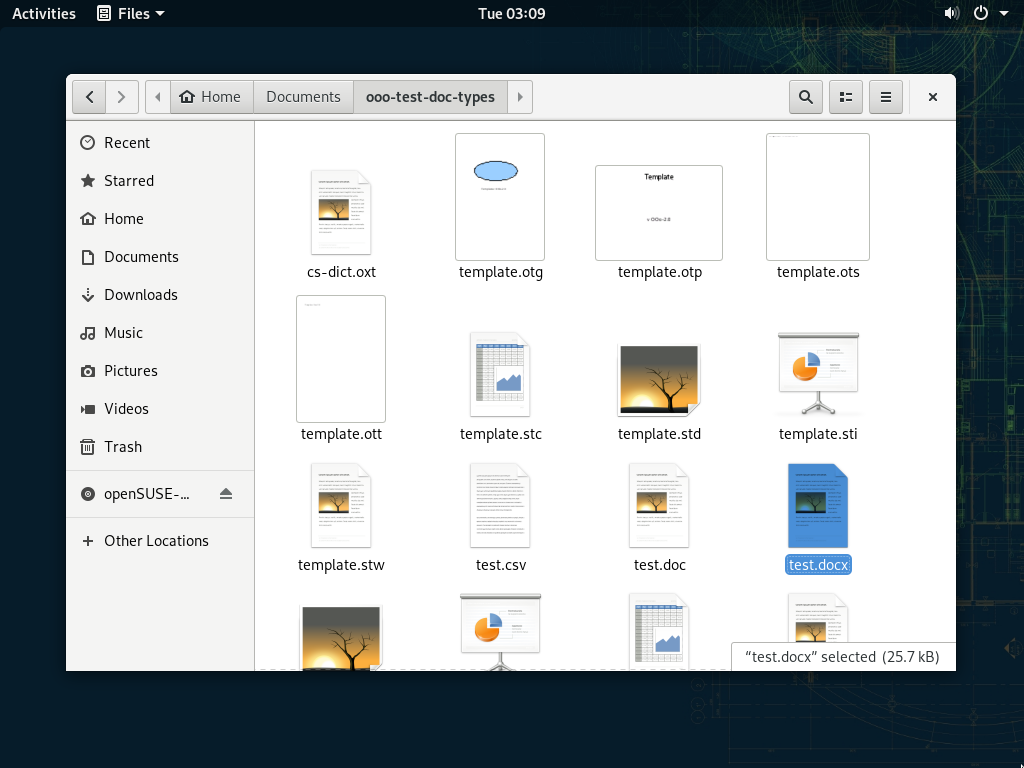 Activities Files Tue 03:09
Home Documents ooo-test-doc-types
Recent
Starred
Home
Documents
Downloads
Music
Pictures
Videos
Trash
openSUSE-...
Other Locations
Template
cs-dict.oxt template.otg template.otp template.ots
template.ott template.stc template.std template.sti
template.stw test.csv test.doc test.docx
“test.docx” selected (25.7 kB)